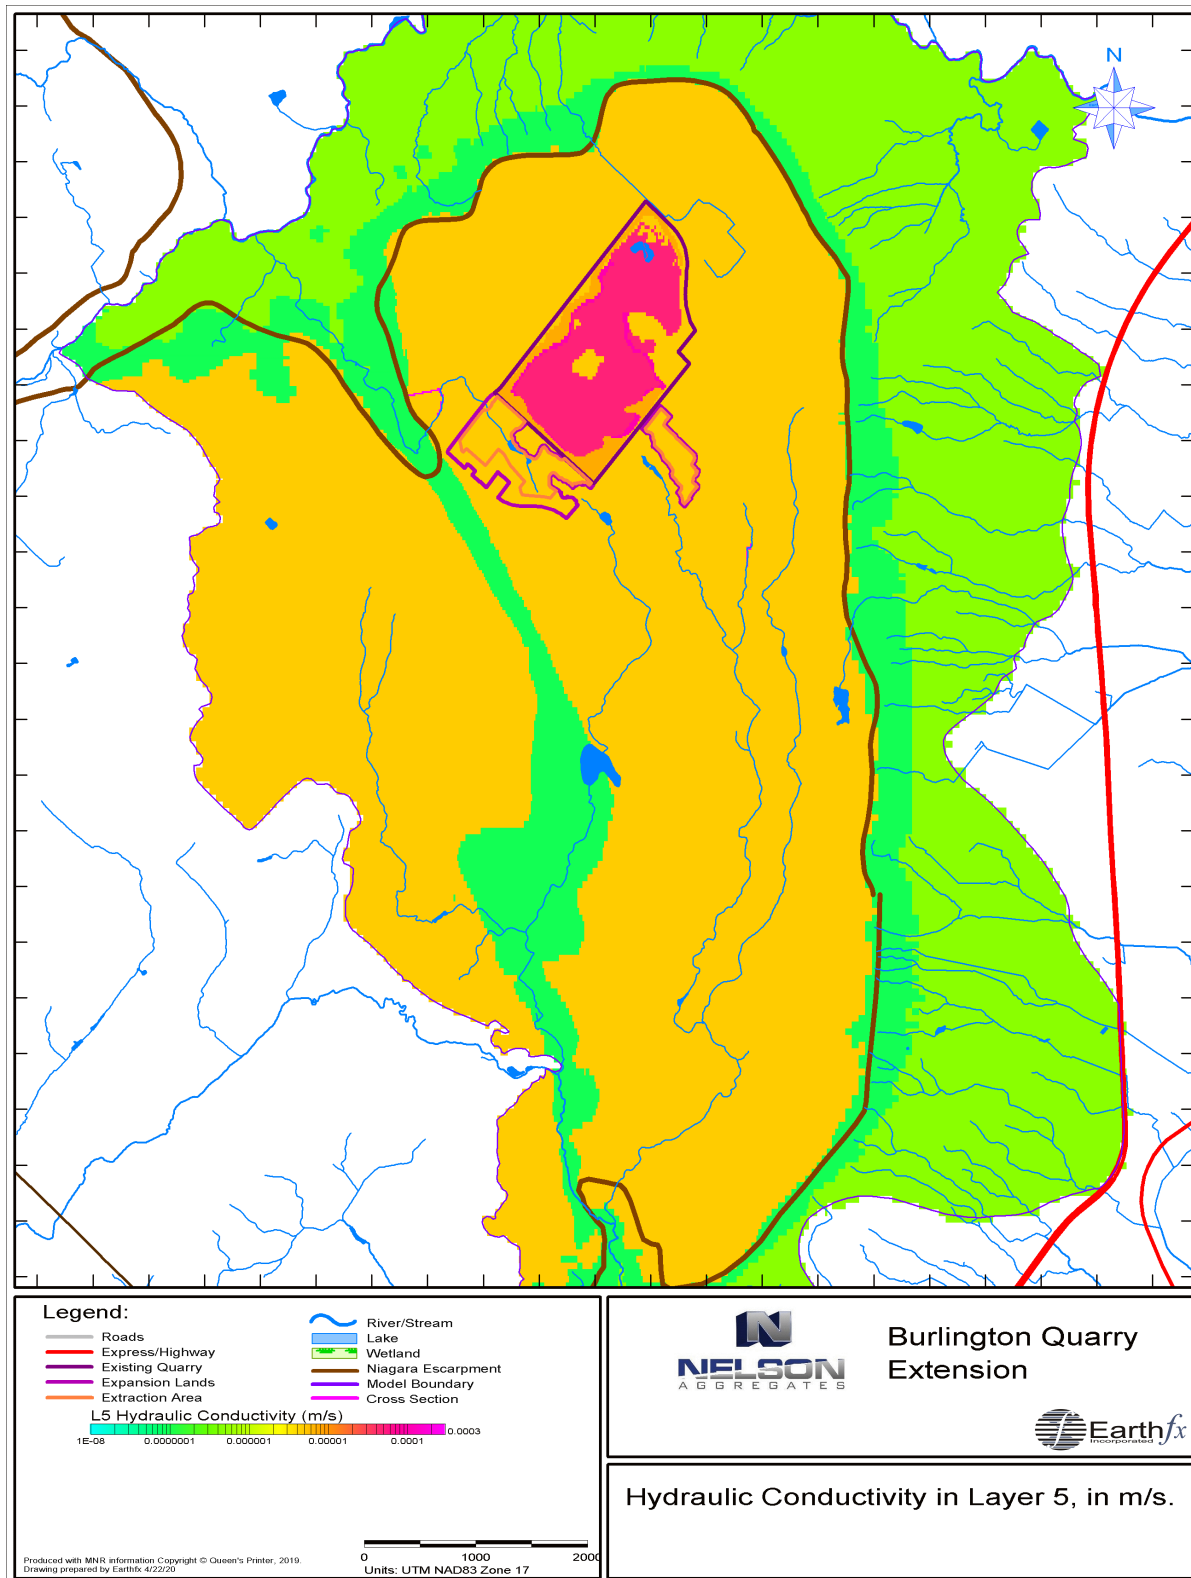 N
Legend:
Roads
Express/Highway
Existing Quarry
Expansion Lands
Extraction Area
River/Stream
Lake
Wetland
Niagara Escarpment
Model Boundary
Cross Section
L5 Hydraulic Conductivity (m/s)
0.0003
1E-08 0.0000001 0.000001 0.00001 0.0001
0 1000 2000
Units: UTM NAD83 Zone 17
Produced with MNR information Copyright © Queen's Printer, 2019.
Drawing prepared by Earthfx 4/22/20
N
NELSON
AGGREGATES
Burlington Quarry
Extension
Earthfx
Incorporated
Hydraulic Conductivity in Layer 5, in m/s.